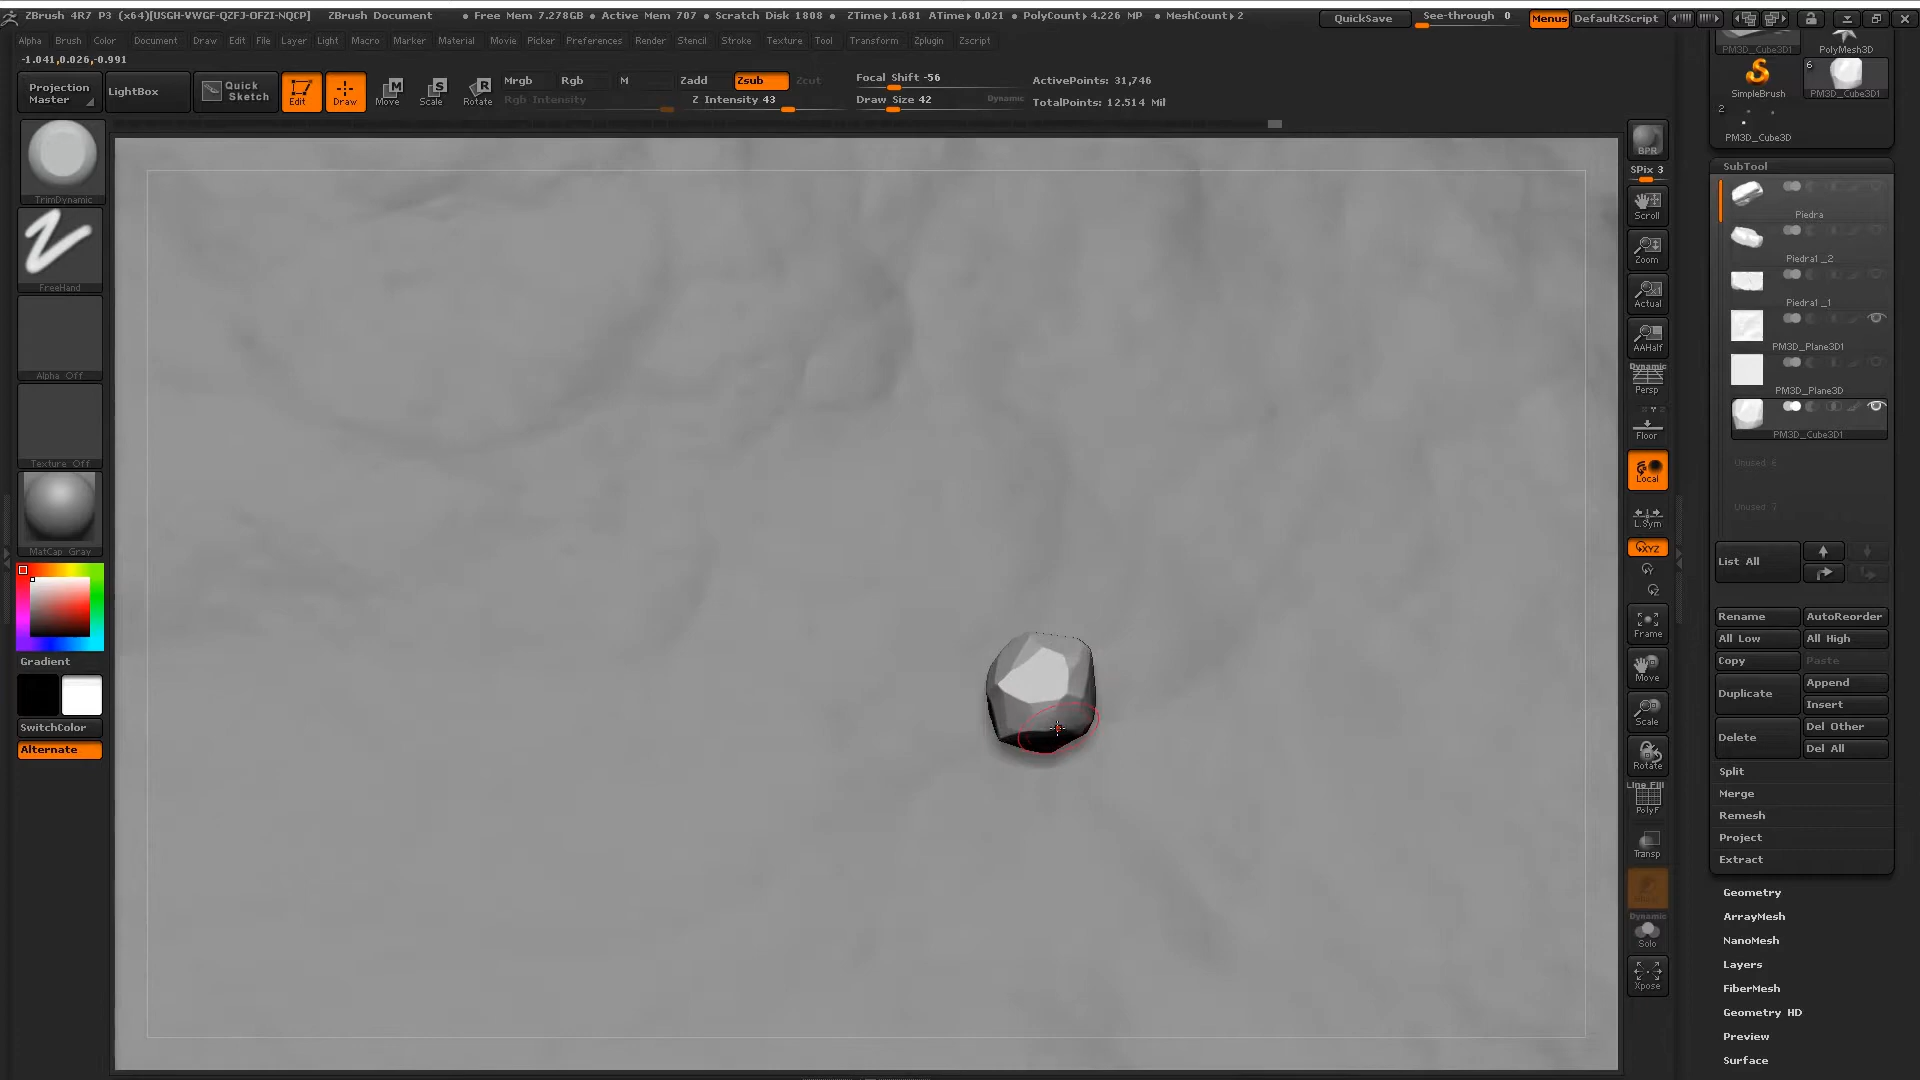 ZBrush 4R7 P3 (x64)[USGH-VWGF-QZFJ-OFZI-NQCP] ZBrush Document • Free Mem 7.278GB • Active Mem 707 • Scratch Disk 1808 • ZTime▸1.681 ATime▸0.021 • PolyCount▸4.226 MP • MeshCount▸2 QuickSave See-through 0 Menus DefaultZScript
Alpha Brush Color Document Draw Edit File Layer Light Macro Marker Material Movie Picker Preferences Render Stencil Stroke Texture Tool Transform Zplugin Zscript
-1.041,0.026,-0.991
Projection Master
LightBox
Quick Sketch
Edit
Draw
Move
Scale
Rotate
Mrgb Rgb M Zadd Zsub Zcut
Rgb Intensity Z Intensity 43
Focal Shift -56
Draw Size 42 Dynamic
ActivePoints: 31,746
TotalPoints: 12.514 Mil
TrimDynamic
FreeHand
Alpha Off
Texture Off
MatCap Gray
Gradient
SwitchColor
Alternate
BPR
SPix 3
Scroll
Zoom
Actual
AAHalf
Dynamic
Persp
Floor
Local
L.Sym
XYZ
Y
Z
Frame
Move
Scale
Rotate
Line Fill
PolyF
Transp
Dynamic
Solo
Xpose
PM3D_Cube3D1 PolyMesh3D
6
SimpleBrush PM3D_Cube3D1
2
PM3D_Cube3D
SubTool
Piedra
Piedra1_2
Piedra1_1
PM3D_Plane3D1
PM3D_Plane3D
PM3D_Cube3D1
Unused 6
Unused 7
List All
Rename AutoReorder
All Low All High
Copy Paste
Duplicate Append
Insert
Delete Del Other
Del All
Split
Merge
Remesh
Project
Extract
Geometry
ArrayMesh
NanoMesh
Layers
FiberMesh
Geometry HD
Preview
Surface